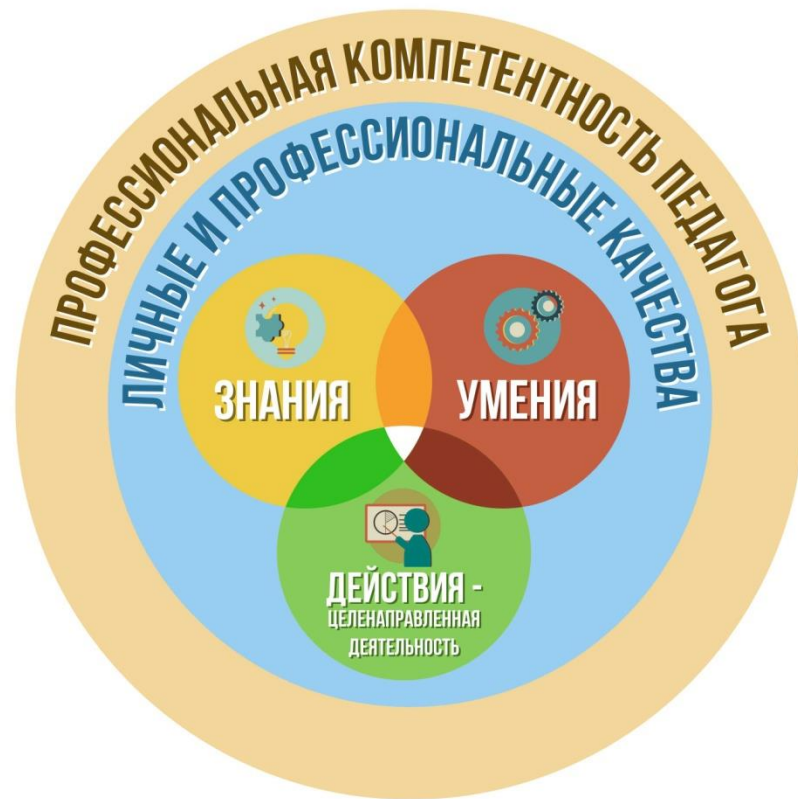 ПРОФЕССИОНАЛЬНАЯ КОМПЕТЕНТНОСТЬ ПЕДАГОГА
ЛИЧНЫЕ И ПРОФЕССИОНАЛЬНЫЕ КАЧЕСТВА
ЗНАНИЯ
УМЕНИЯ
ДЕЙСТВИЯ -
ЦЕЛЕНАПРАВЛЕННАЯ
ДЕЯТЕЛЬНОСТЬ